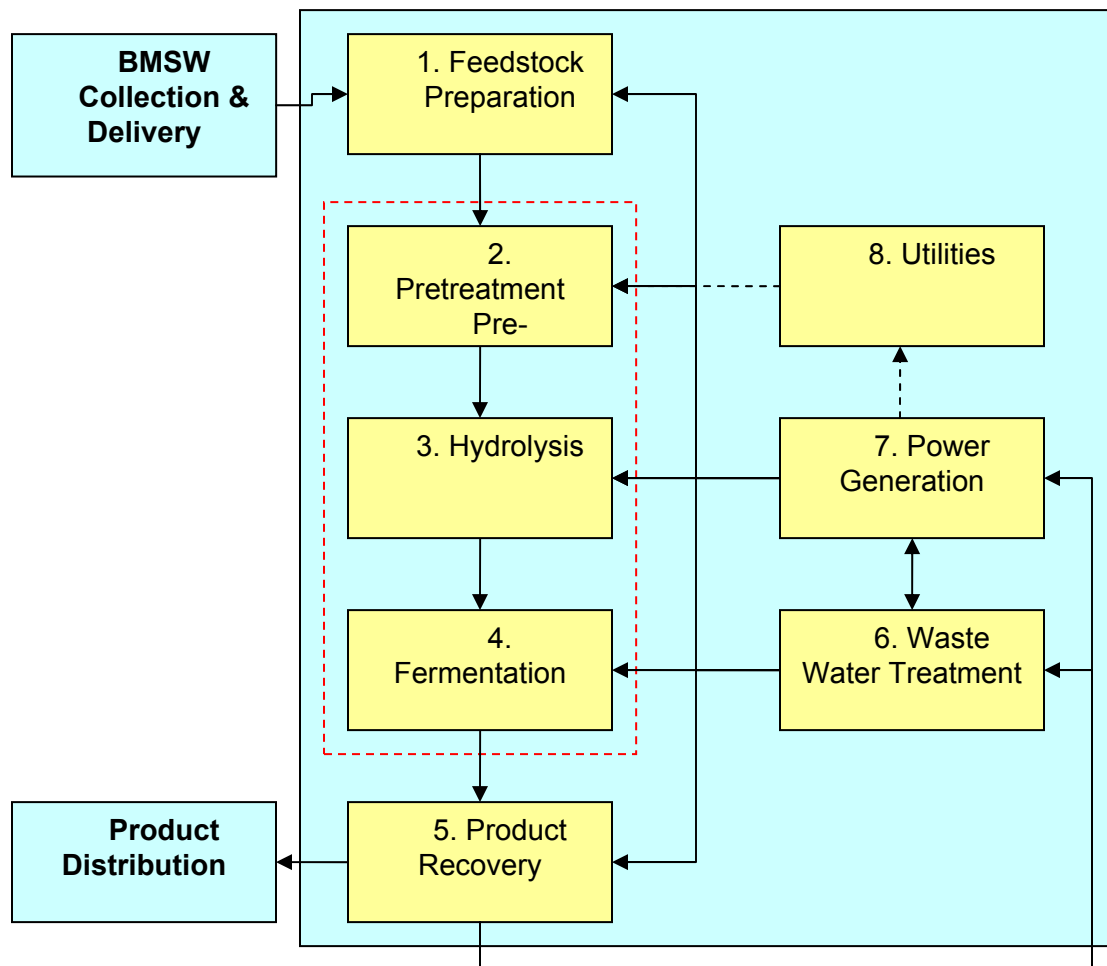 BMSW
Collection &
Delivery
1. Feedstock
Preparation
2.
Pretreatment
Pre-
8. Utilities
3. Hydrolysis
7. Power
Generation
4.
Fermentation
6. Waste
Water Treatment
Product
Distribution
5. Product
Recovery